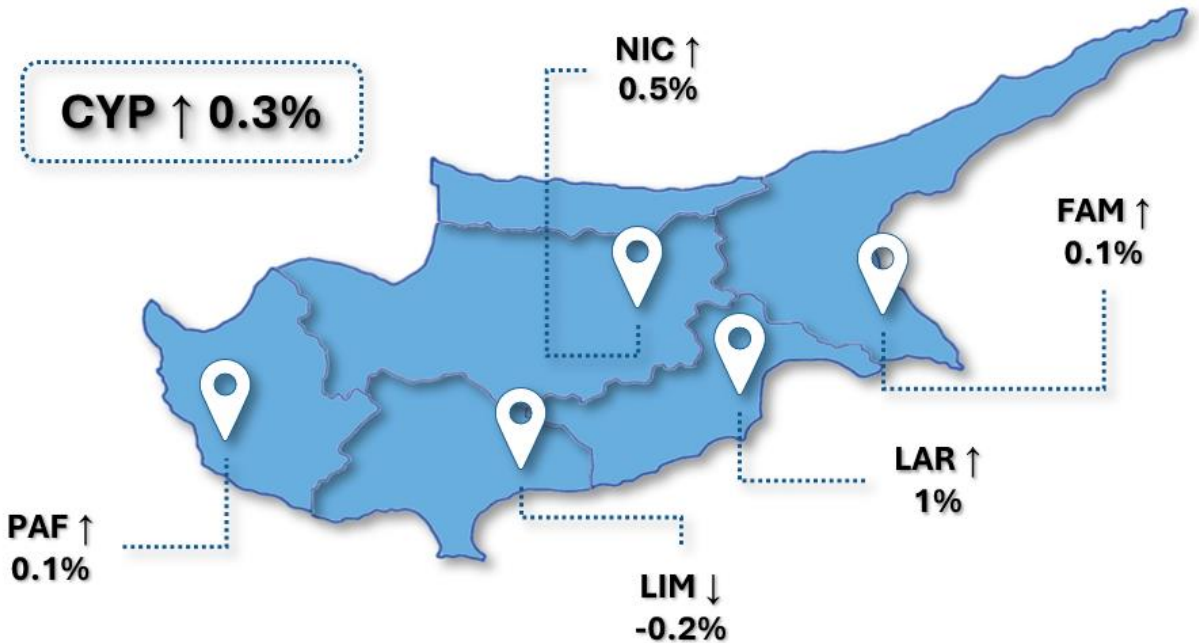 NIC ↑
0.5%
CYP ↑ 0.3%
FAM ↑
0.1%
LAR ↑
1%
PAF ↑
0.1%
LIM ↓
-0.2%